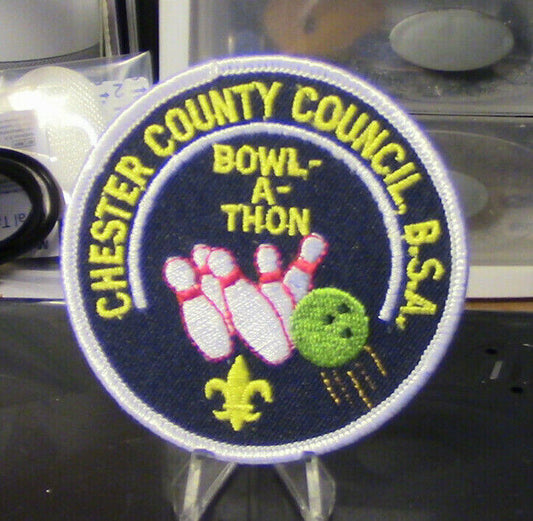 CHESTER COUNTY COUNCIL, B.S.A.
BOWL-
A-
THON